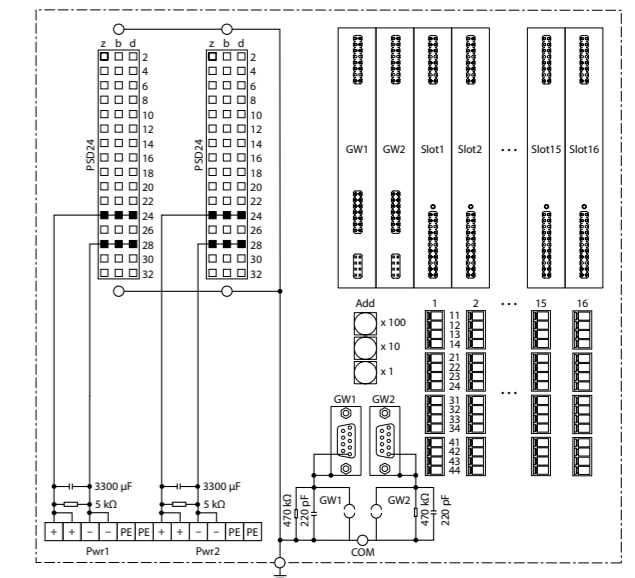 z b d
2
4
6
8
10
12
14
16
18
20
22
24
26
28
30
32
PSD24
z b d
2
4
6
8
10
12
14
16
18
20
22
24
26
28
30
32
PSD24
GW1 GW2 Slot1 Slot2 ... Slot15 Slot16
Add
x 100
x 10
x 1
1 2 ... 15 16
11
12
13
14
21
22
23
24
31
32
33
34
41
42
43
44
...
GW1 GW2
3300 µF
5 kΩ
3300 µF
5 kΩ
+ + – – PE PE + + – – PE PE
Pwr1 Pwr2
470 kΩ
220 pF
GW1
GW2
470 kΩ
220 pF
COM